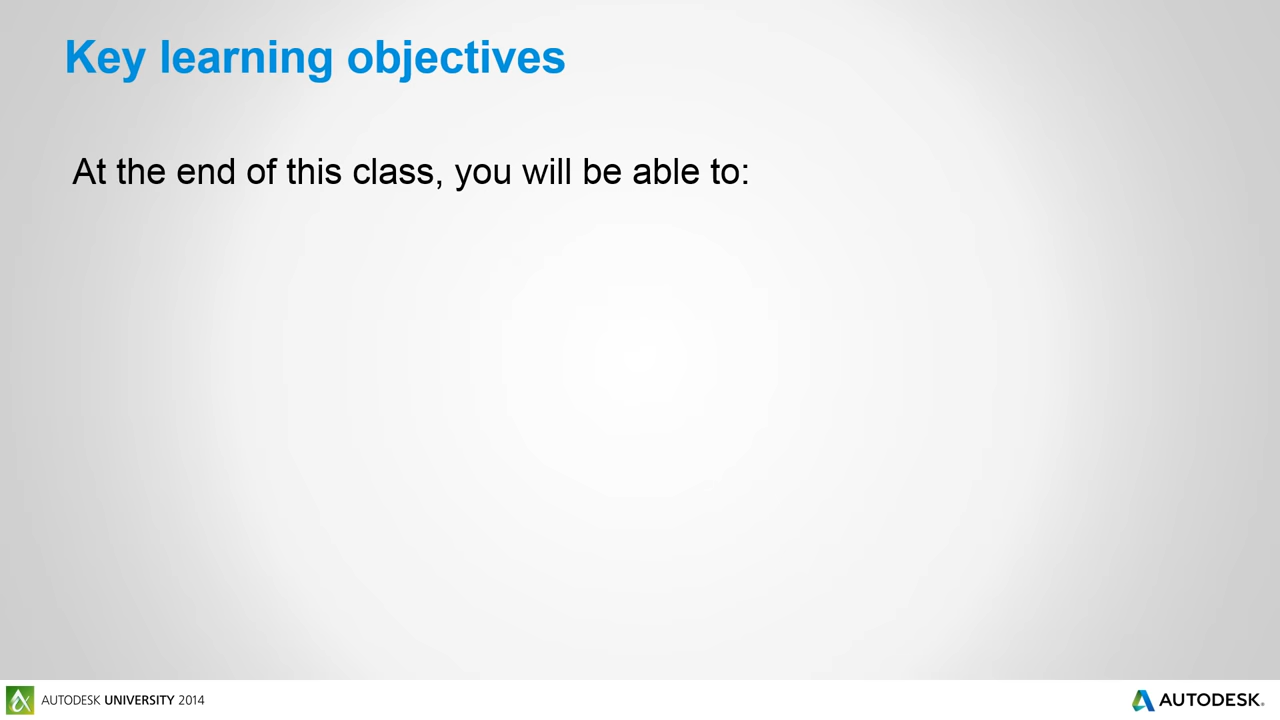 Key learning objectives
At the end of this class, you will be able to:
AUTODESK UNIVERSITY 2014
AUTODESK®